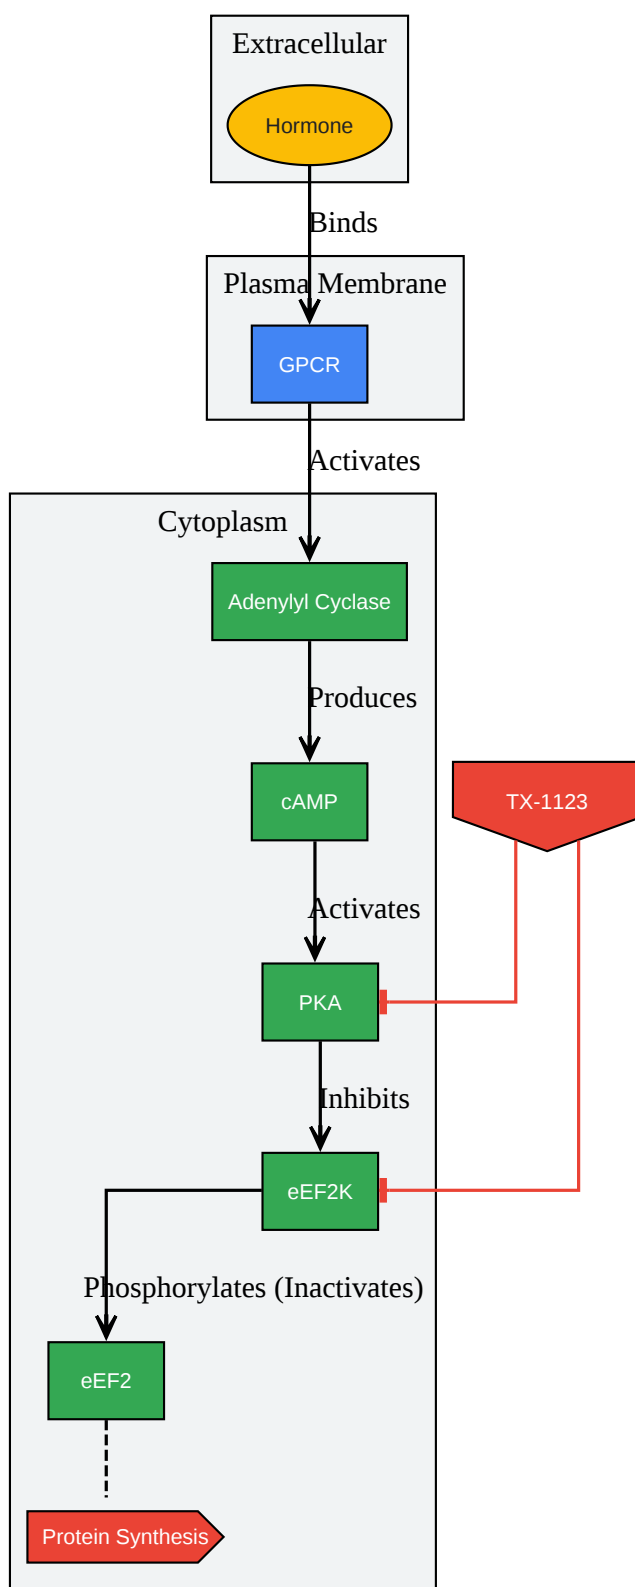 Extracellular
Hormone
Binds
Plasma Membrane
GPCR
Activates
Cytoplasm
Adenylyl Cyclase
Produces
cAMP
TX-1123
Activates
PKA
Inhibits
eEF2K
Phosphorylates (Inactivates)
eEF2
Protein Synthesis